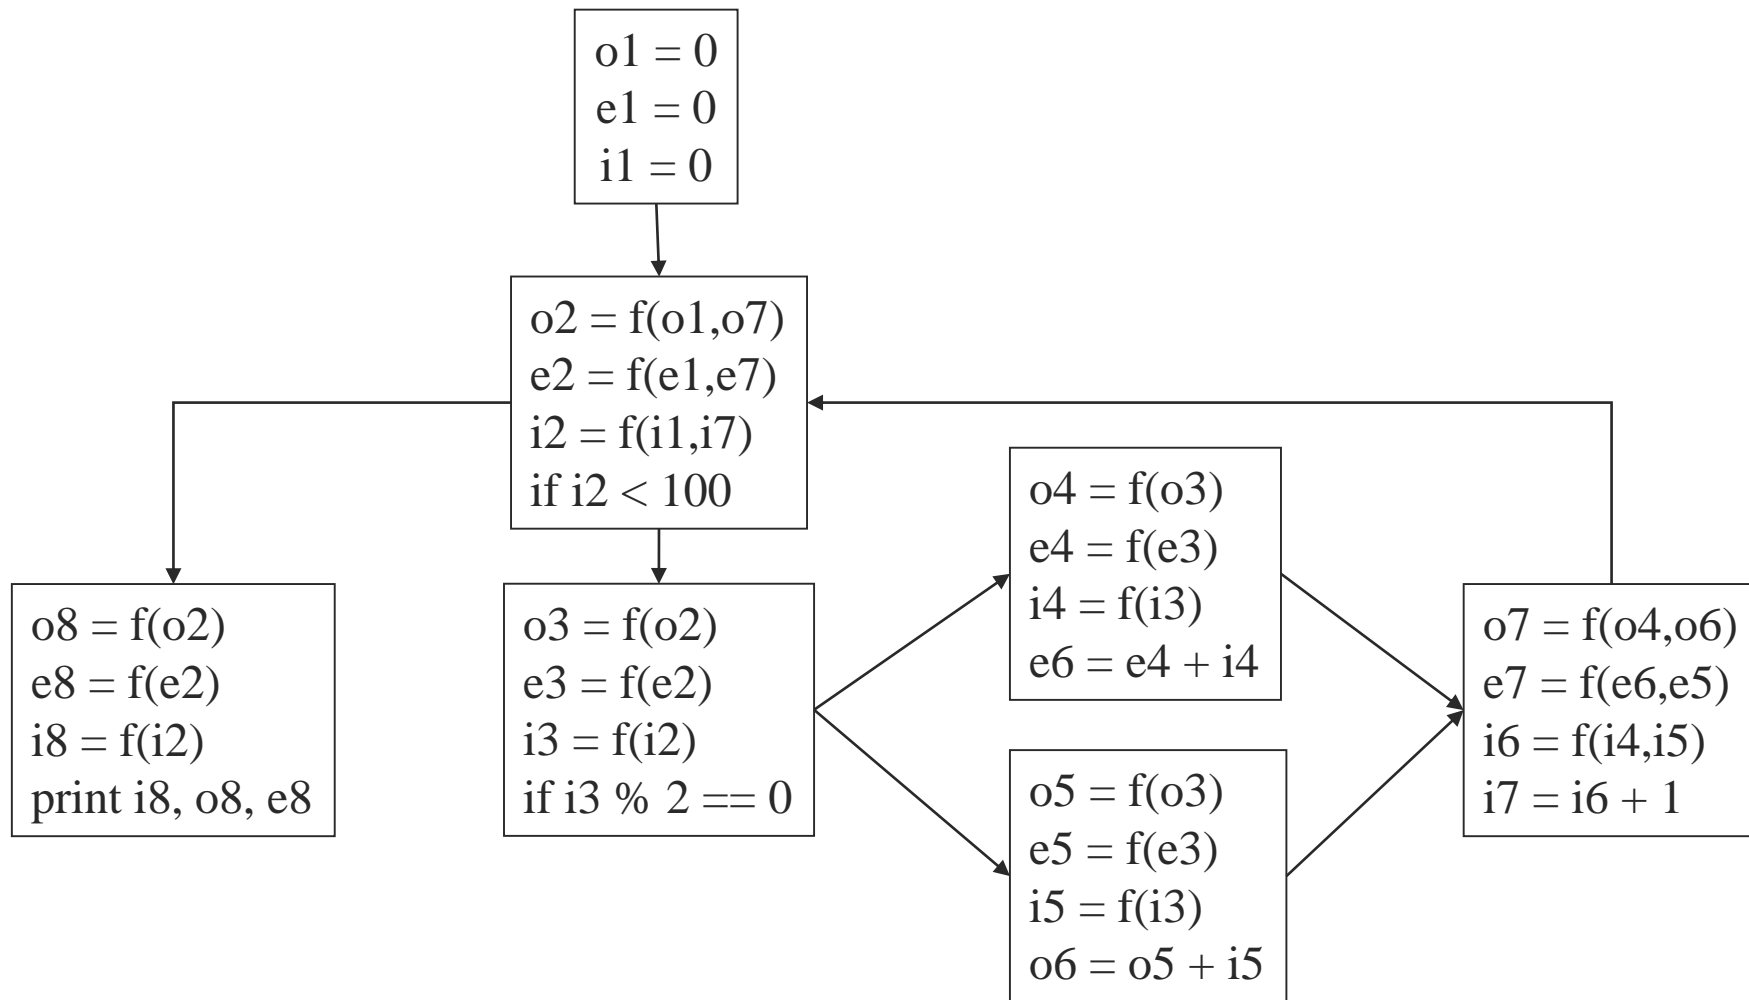 o1 = 0
e1 = 0
i1 = 0
o2 = f(o1,o7)
e2 = f(e1,e7)
i2 = f(i1,i7)
if i2 < 100
o8 = f(o2)
e8 = f(e2)
i8 = f(i2)
print i8, o8, e8
o3 = f(o2)
e3 = f(e2)
i3 = f(i2)
if i3 % 2 == 0
o4 = f(o3)
e4 = f(e3)
i4 = f(i3)
e6 = e4 + i4
o5 = f(o3)
e5 = f(e3)
i5 = f(i3)
o6 = o5 + i5
o7 = f(o4,o6)
e7 = f(e6,e5)
i6 = f(i4,i5)
i7 = i6 + 1